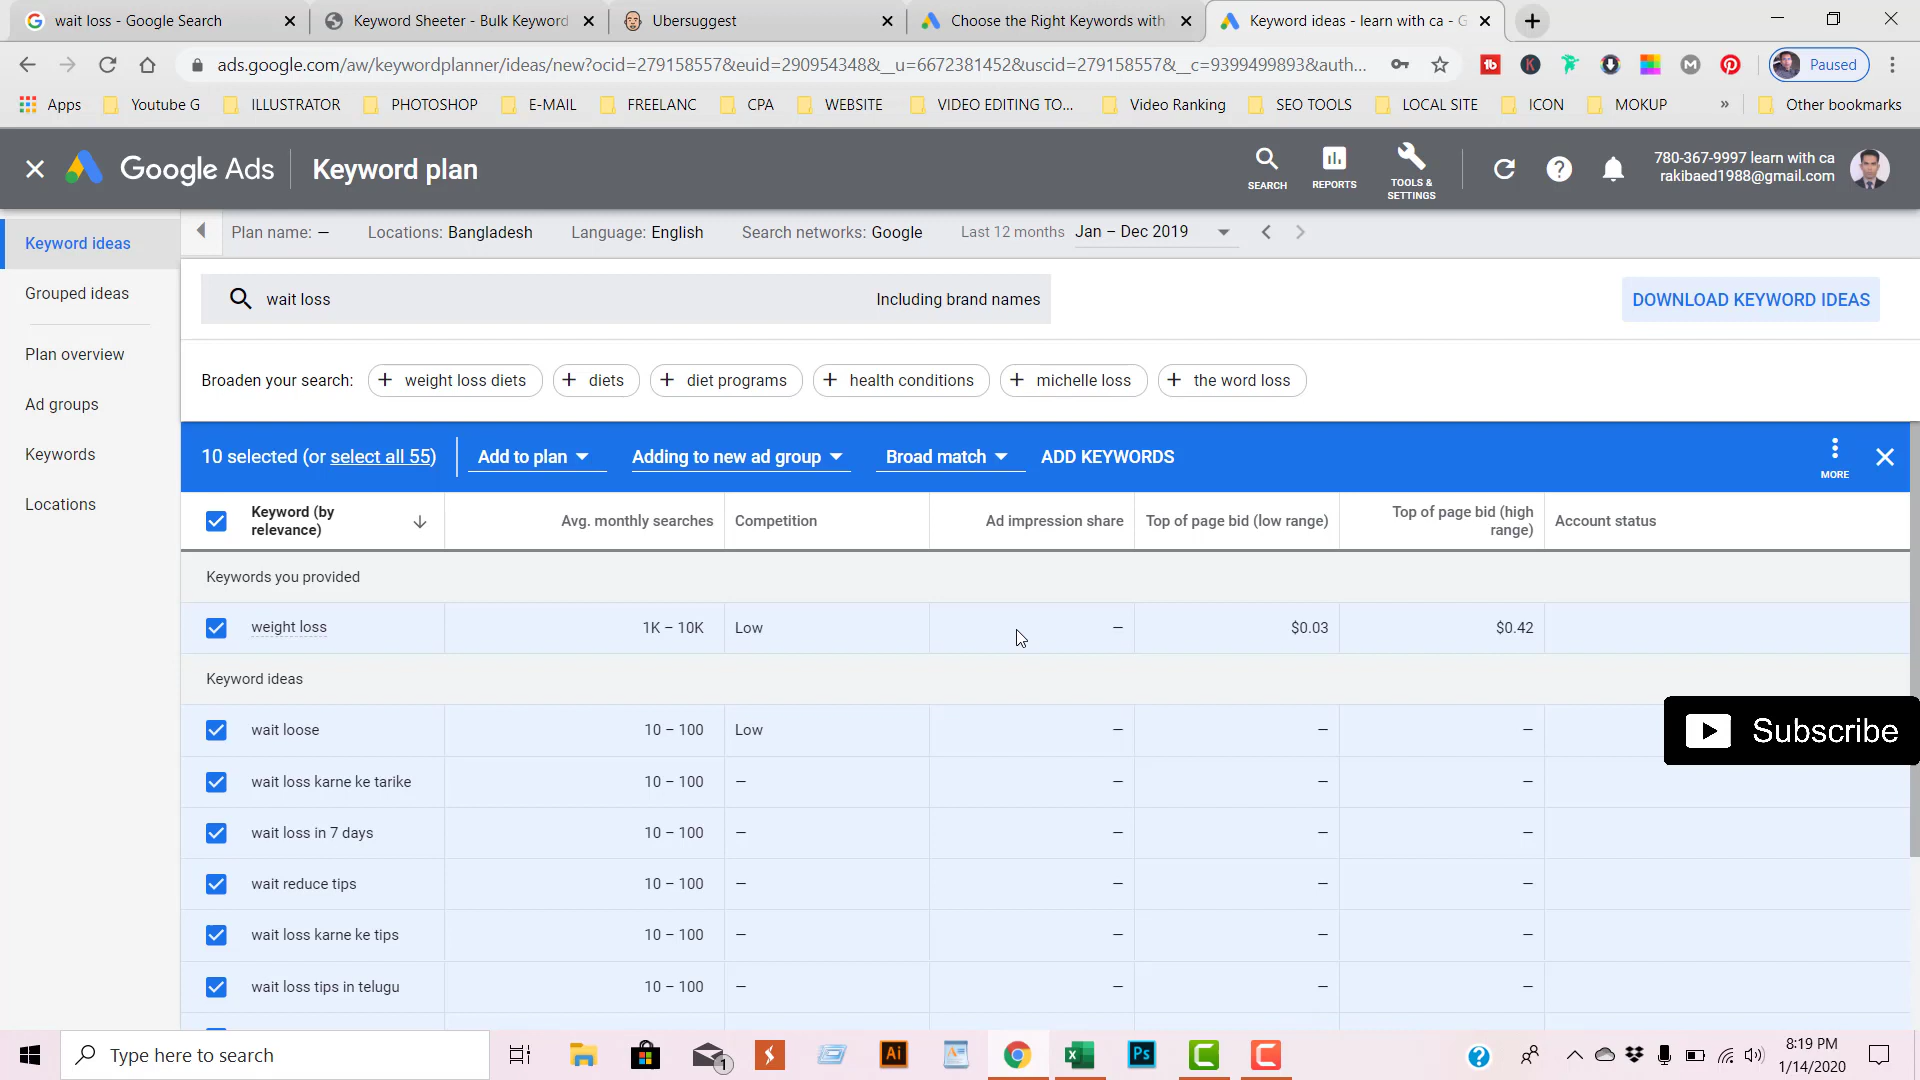 wait loss - Google Search
Keyword Sheeter - Bulk Keyword
Ubersuggest
Choose the Right Keywords with
Keyword ideas - learn with ca - G
ads.google.com/aw/keywordplanner/ideas/new?ocid=279158557&euid=290954348&__u=6672381452&uscid=279158557&__c=9399499893&auth...
Paused
Apps
Youtube G
ILLUSTRATOR
PHOTOSHOP
E-MAIL
FREELANC
CPA
WEBSITE
VIDEO EDITING TO...
Video Ranking
SEO TOOLS
LOCAL SITE
ICON
MOKUP
»
Other bookmarks
Google Ads
Keyword plan
SEARCH
REPORTS
TOOLS &
SETTINGS
780-367-9997 learn with ca
rakibaed1988@gmail.com
Keyword ideas
Grouped ideas
Plan overview
Ad groups
Keywords
Locations
Plan name: –
Locations: Bangladesh
Language: English
Search networks: Google
Last 12 months
Jan – Dec 2019
wait loss
Including brand names
DOWNLOAD KEYWORD IDEAS
Broaden your search:
+ weight loss diets
+ diets
+ diet programs
+ health conditions
+ michelle loss
+ the word loss
10 selected (or select all 55)
Add to plan
Adding to new ad group
Broad match
ADD KEYWORDS
MORE
Keyword (by
relevance)
Avg. monthly searches
Competition
Ad impression share
Top of page bid (low range)
Top of page bid (high
range)
Account status
Keywords you provided
weight loss 1K – 10K Low – $0.03 $0.42
Keyword ideas
wait loose 10 – 100 Low – – –
wait loss karne ke tarike 10 – 100 – – – –
wait loss in 7 days 10 – 100 – – – –
wait reduce tips 10 – 100 – – – –
wait loss karne ke tips 10 – 100 – – – –
wait loss tips in telugu 10 – 100 – – – –
Subscribe
Type here to search
1
Ai
Ps
8:19 PM
1/14/2020